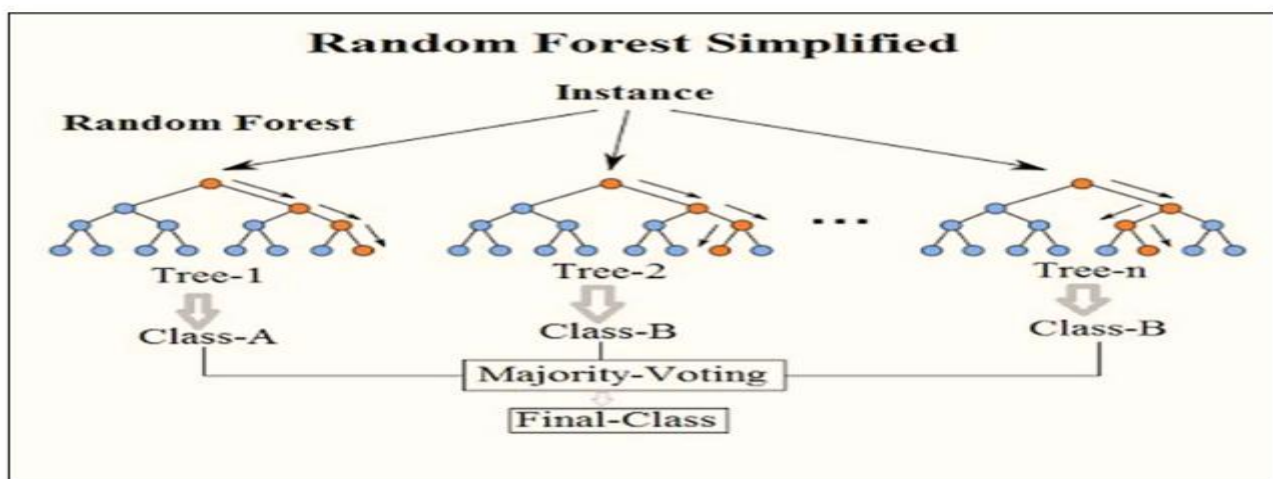 Random Forest Simplified
Instance
Random Forest
...
Tree-1
Tree-2
Tree-n
Class-A
Class-B
Class-B
Majority-Voting
Final-Class